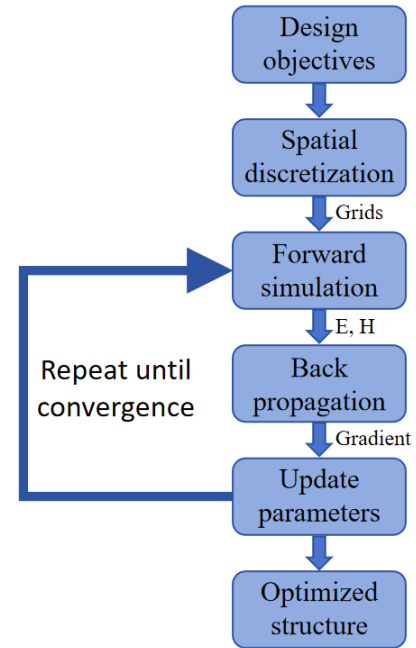 Design
objectives
Spatial
discretization
Grids
Forward
simulation
E, H
Repeat until
convergence
Back
propagation
Gradient
Update
parameters
Optimized
structure